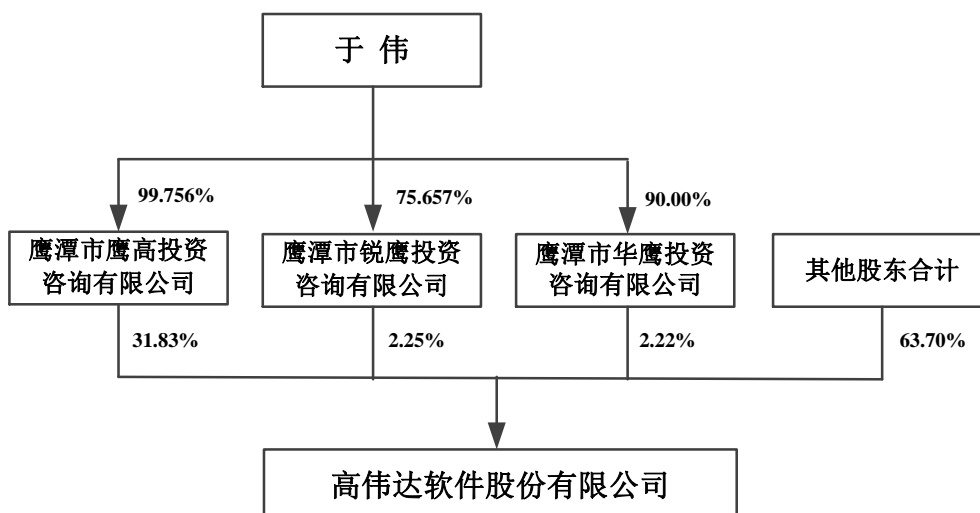 于 伟
99.756%
75.657%
90.00%
鹰潭市鹰高投资
咨询有限公司
鹰潭市锐鹰投资
咨询有限公司
鹰潭市华鹰投资
咨询有限公司
其他股东合计
31.83%
2.25%
2.22%
63.70%
高伟达软件股份有限公司